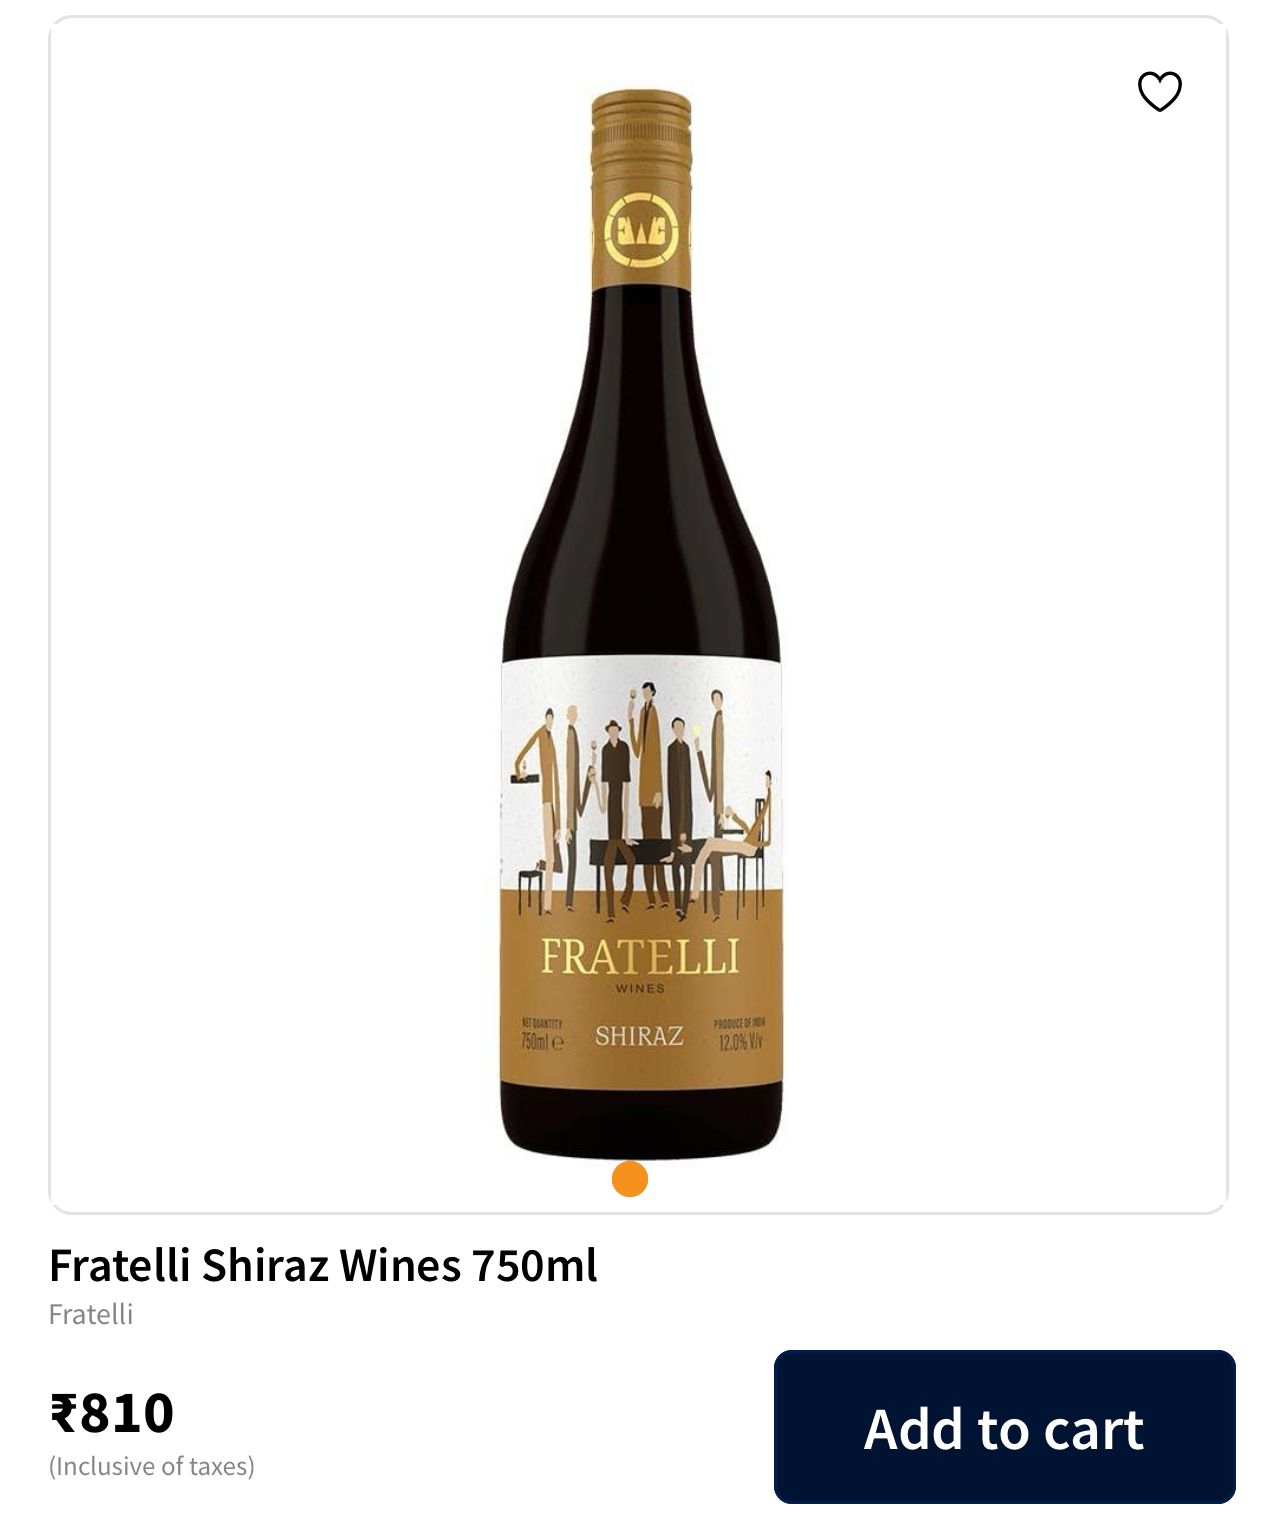 FRATELLI
WINES
NET QUANTITY
750ml ℮
SHIRAZ
PRODUCE OF INDIA
12.0% V/v
Fratelli Shiraz Wines 750ml
Fratelli
₹810
(Inclusive of taxes)
Add to cart